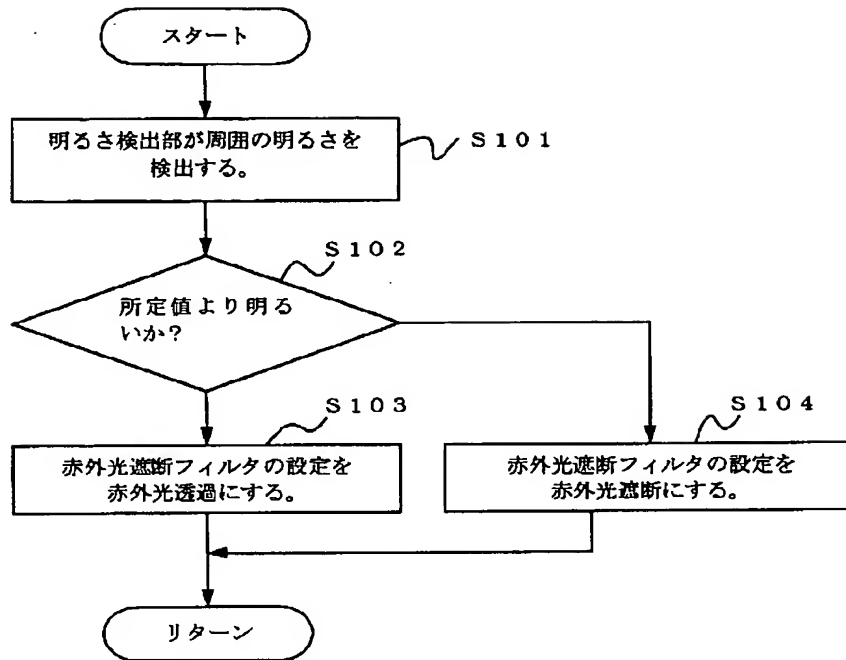 スタート
明るさ検出部が周囲の明るさを
検出する。
S101
S102
所定値より明る
いか?
S103
赤外光遮断フィルタの設定を
赤外光透過にする。
S104
赤外光遮断フィルタの設定を
赤外光遮断にする。
リターン